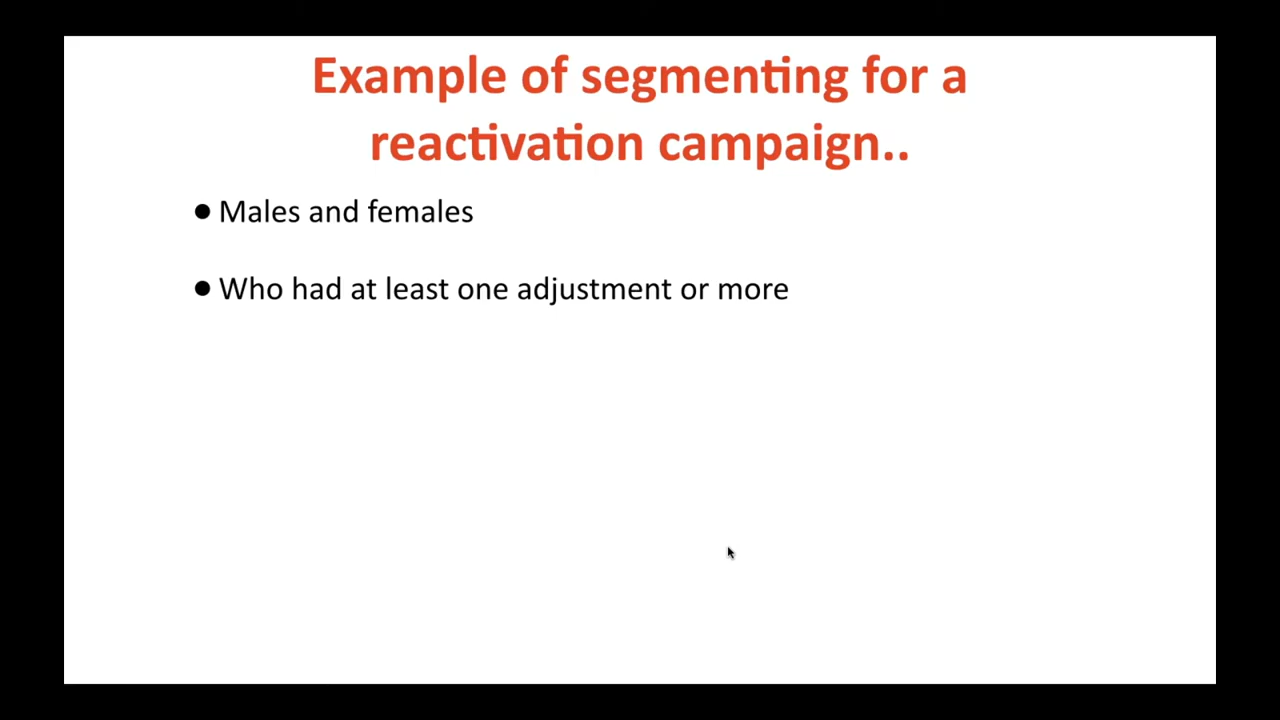 Example of segmenting for a
reactivation campaign..
● Males and females
● Who had at least one adjustment or more